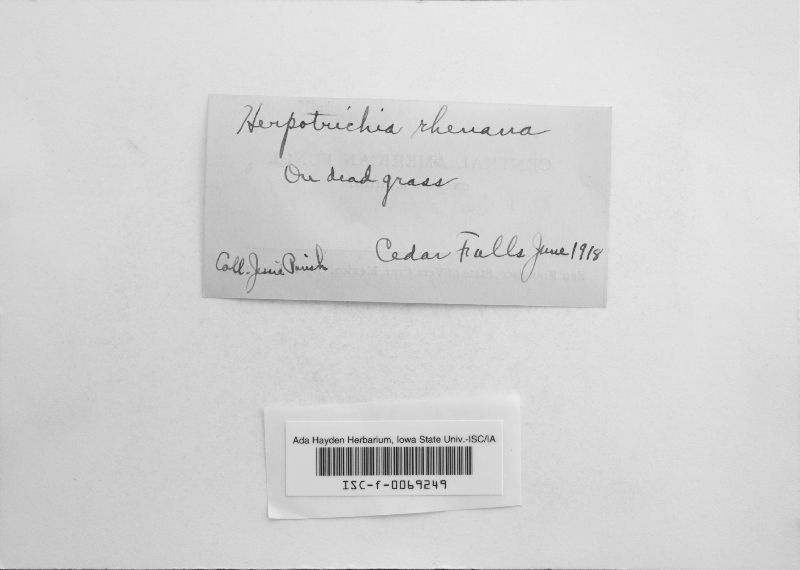 Herpotrichia rhenana
On dead grass
Cedar Falls June 1918
Coll. Jessie Parish
Ada Hayden Herbarium, Iowa State Univ.-ISC/IA
ISC-f-0069249